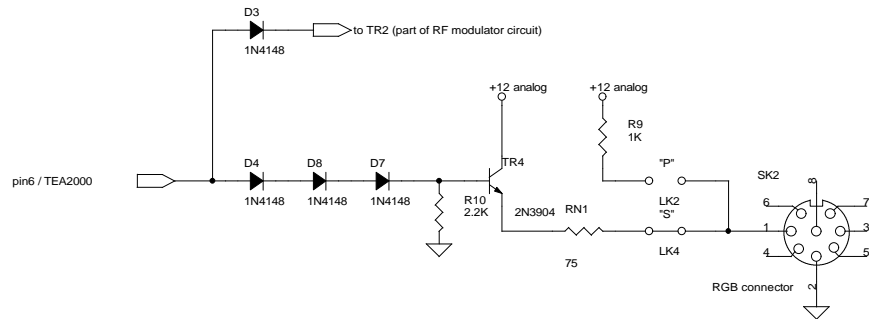 D3
to TR2 (part of RF modulator circuit)
1N4148
+12 analog
+12 analog
R9
1K
D4
D8
D7
TR4
"P"
SK2
8
pin6 / TEA2000
1N4148
1N4148
1N4148
R10
2.2K
2N3904
RN1
LK2
"S"
6
7
1
3
4
5
75
LK4
RGB connector
2